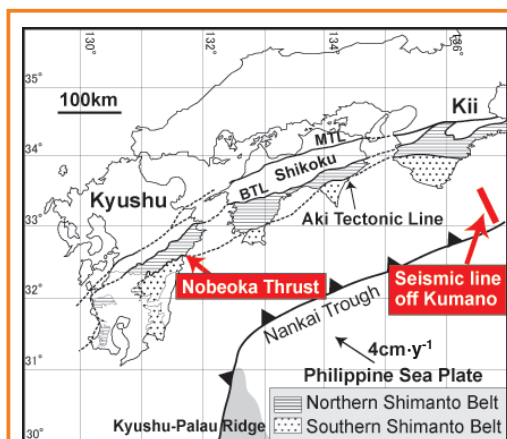 130°
132°
134°
136°
35°
34°
33°
32°
31°
30°
100km
Kii
MTL
Shikoku
BTL
Kyushu
Aki Tectonic Line
Nobeoka Thrust
Seismic line
off Kumano
Nankai Trough
4cm·y⁻¹
Philippine Sea Plate
Northern Shimanto Belt
Southern Shimanto Belt
Kyushu-Palau Ridge